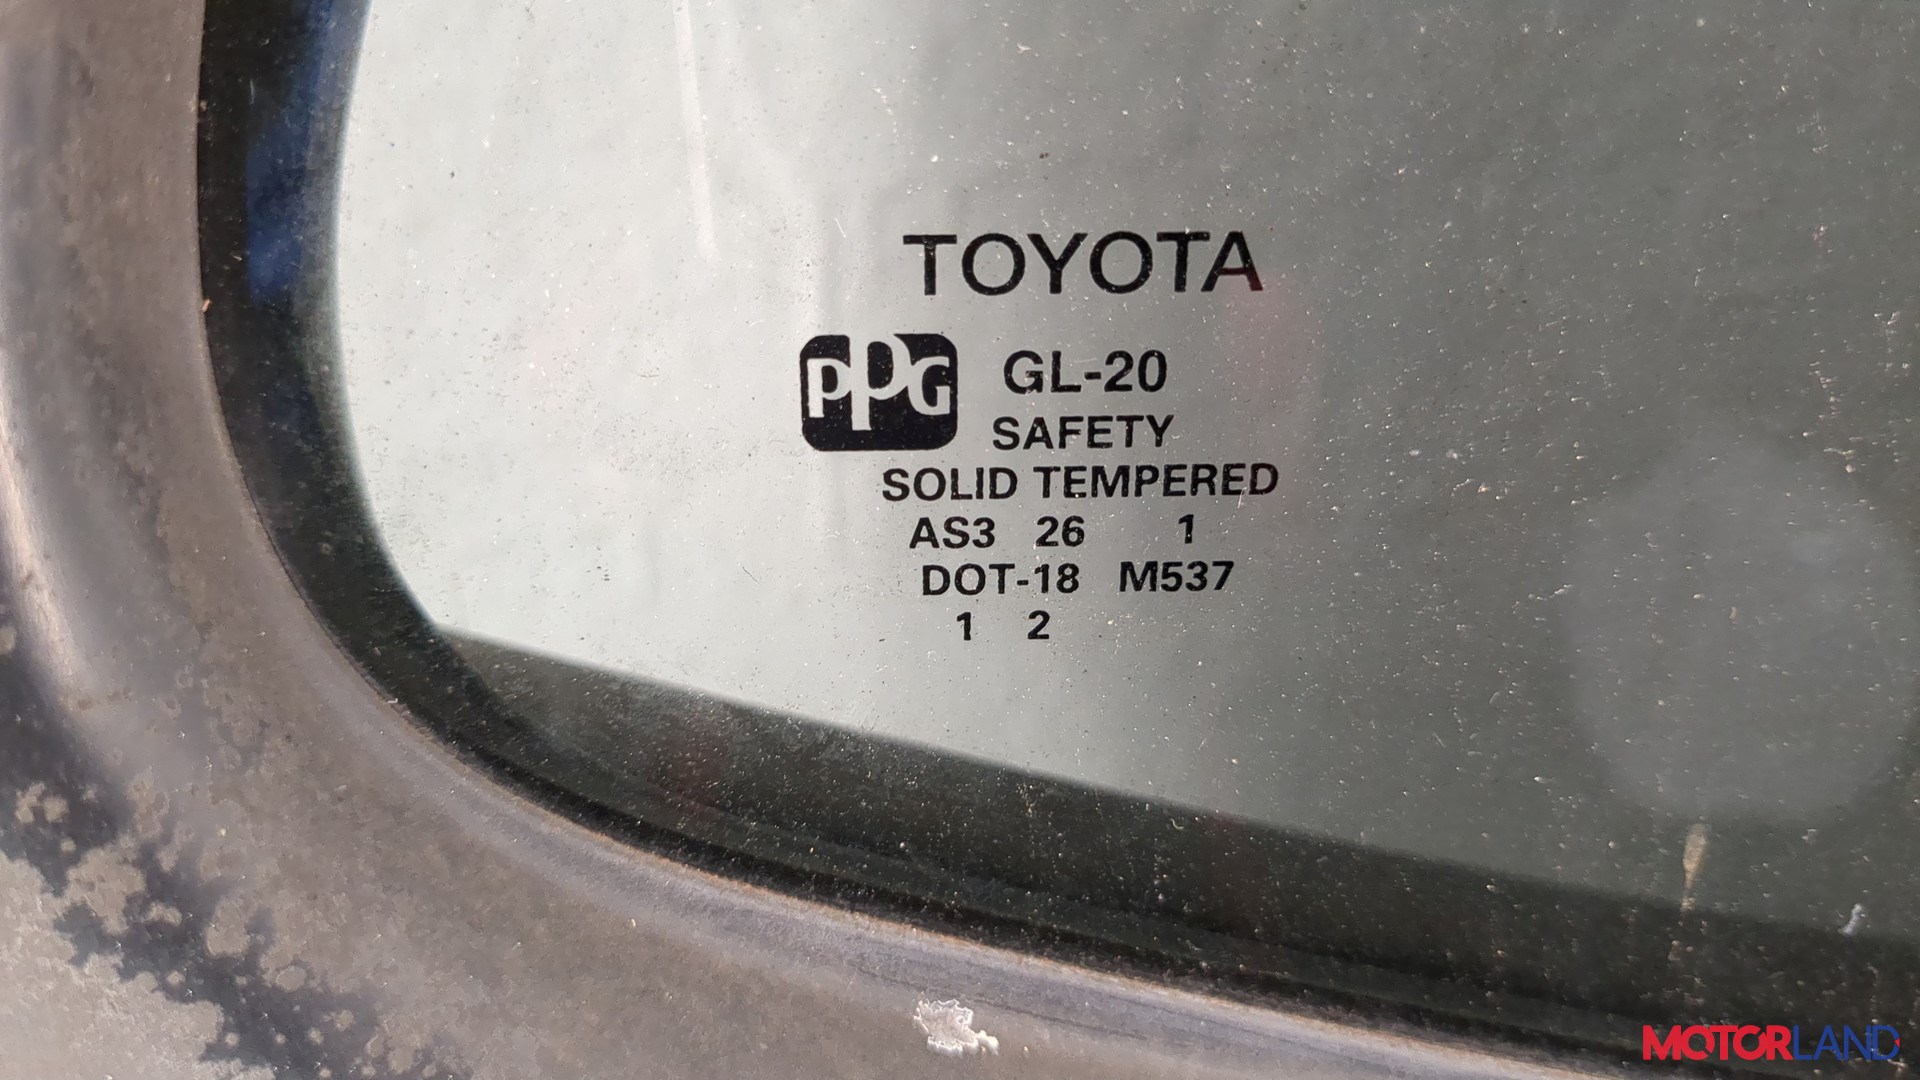 TOYOTA
PPG GL-20
SAFETY
SOLID TEMPERED
AS3 26 1
DOT-18 M537
1 2
MOTORLAND